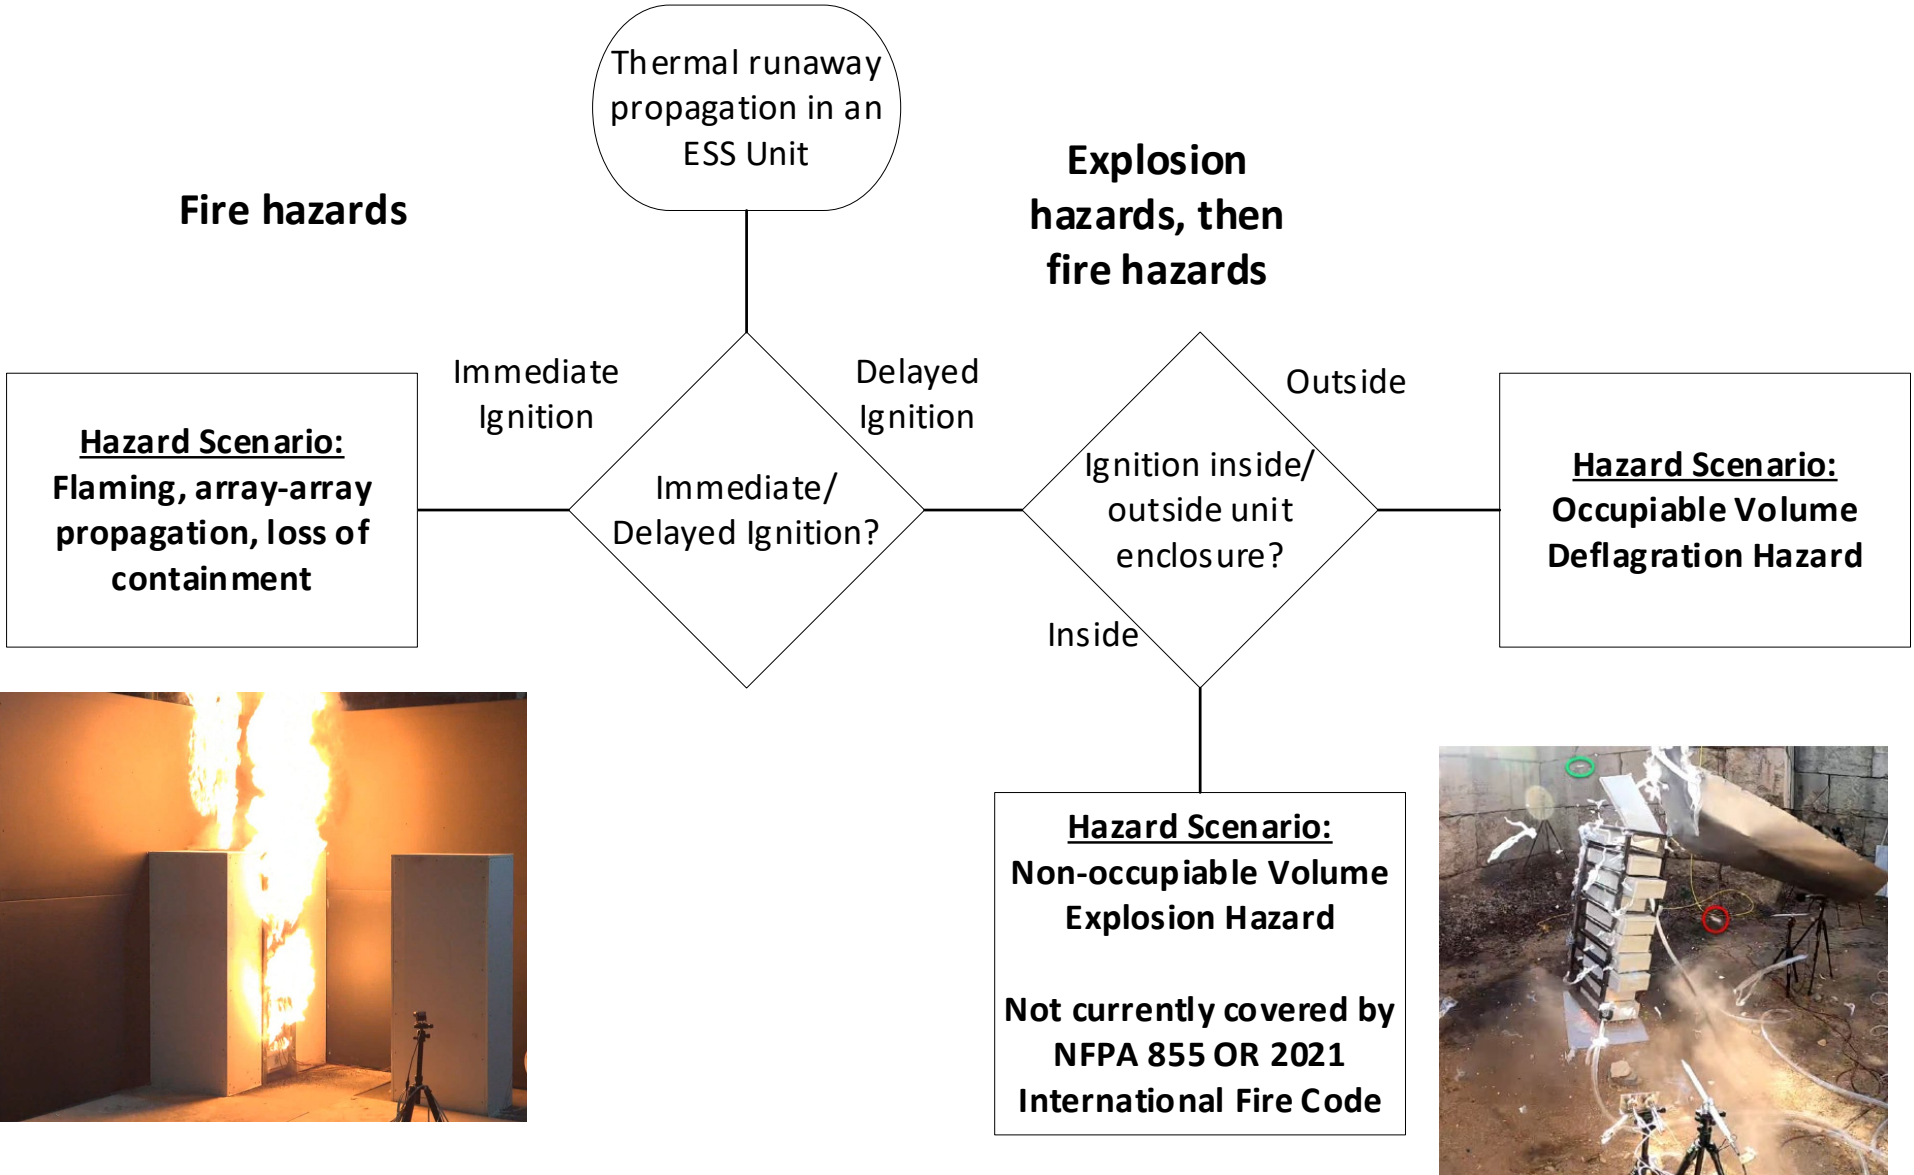 Thermal runaway
propagation in an
ESS Unit
Fire hazards
Explosion
hazards, then
fire hazards
Immediate
Ignition
Delayed
Ignition
Outside
Hazard Scenario:
Flaming, array-array
propagation, loss of
containment
Immediate/
Delayed Ignition?
Ignition inside/
outside unit
enclosure?
Hazard Scenario:
Occupiable Volume
Deflagration Hazard
Inside
Hazard Scenario:
Non-occupiable Volume
Explosion Hazard
Not currently covered by
NFPA 855 OR 2021
International Fire Code